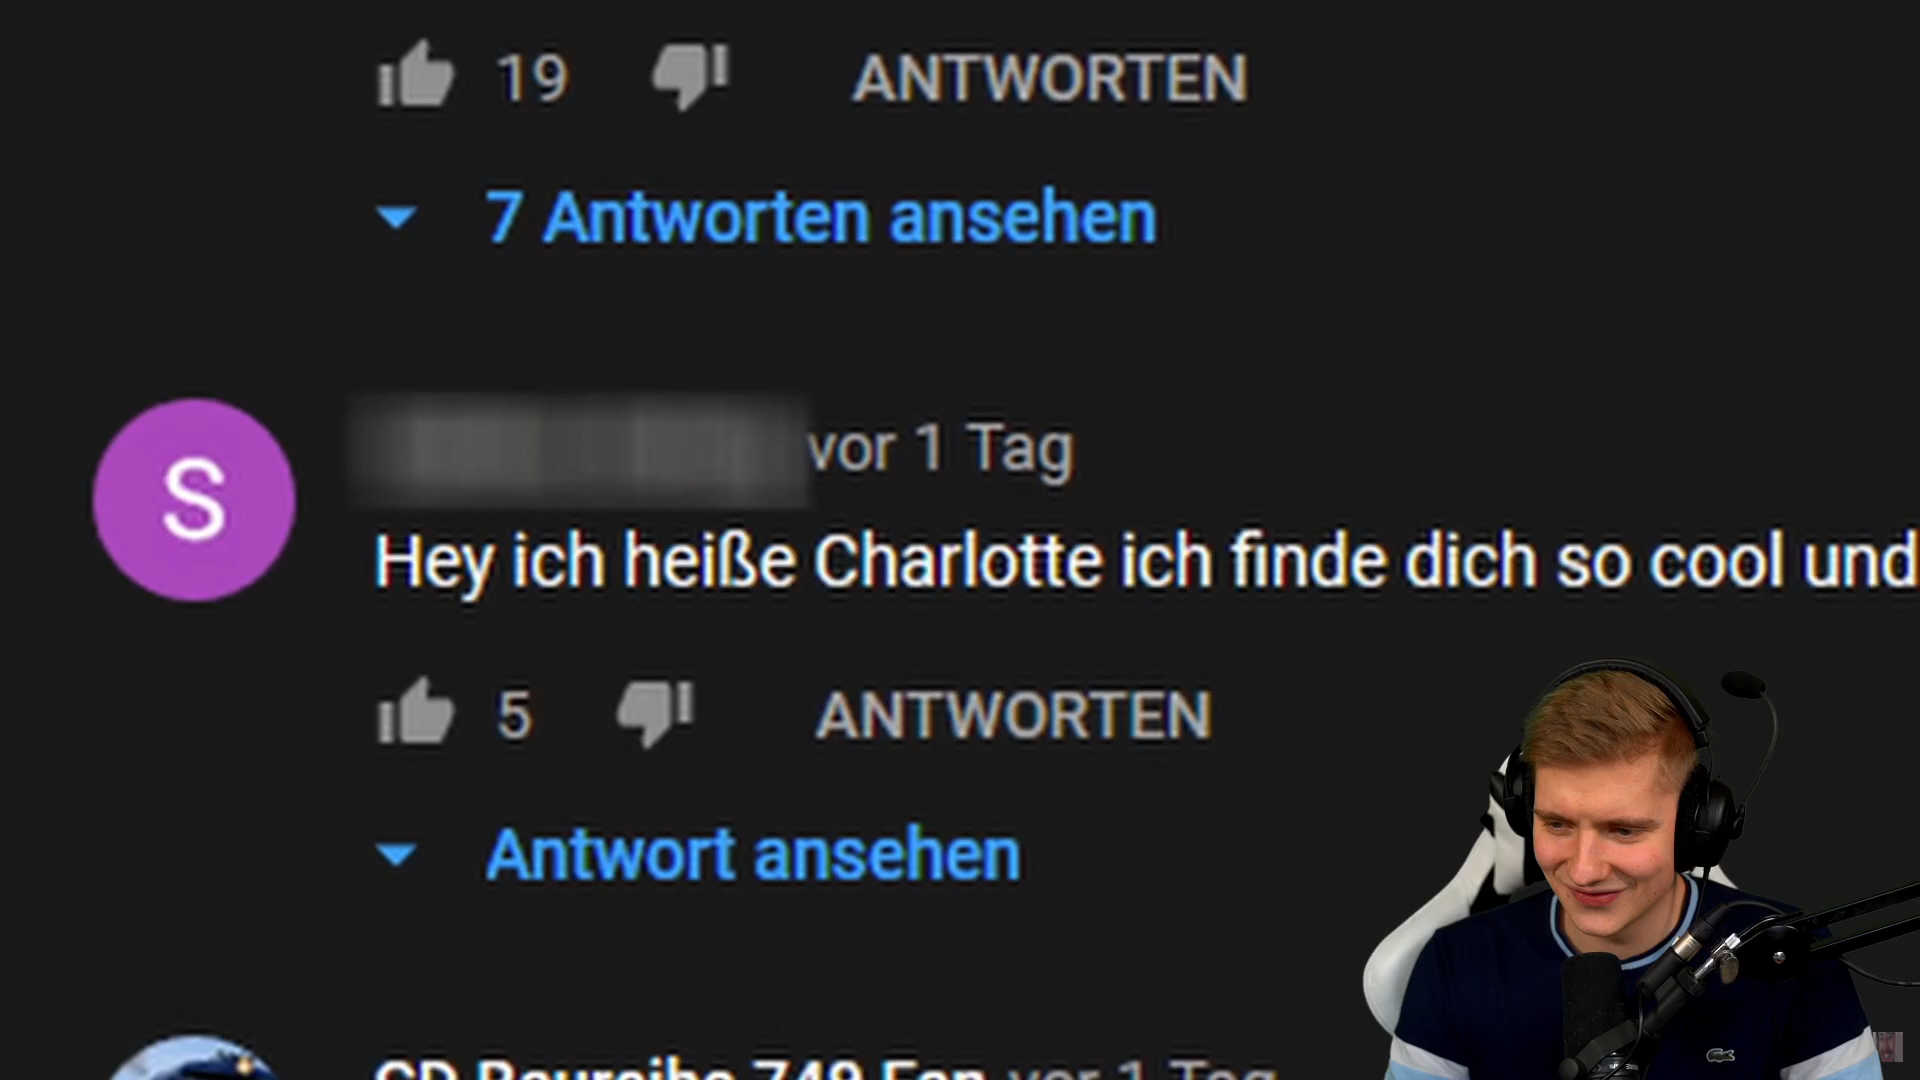 19 ANTWORTEN
7 Antworten ansehen
S
vor 1 Tag
Hey ich heiße Charlotte ich finde dich so cool und
5 ANTWORTEN
Antwort ansehen
CD Baureihe 749 Fan vor 1 Tag